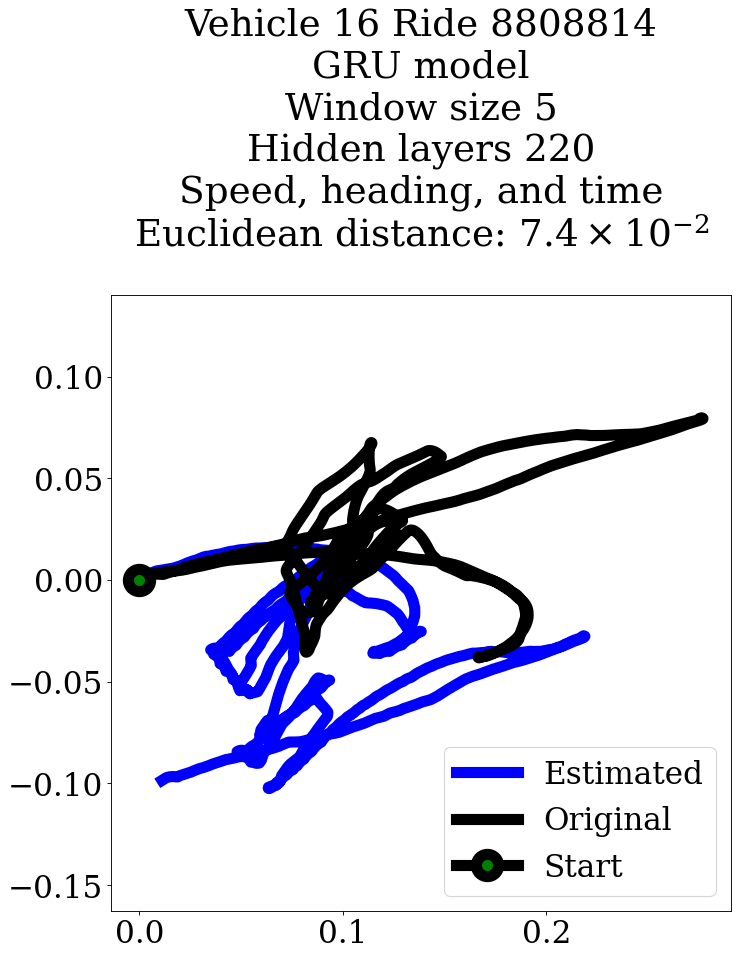 Vehicle 16 Ride 8808814
GRU model
Window size 5
Hidden layers 220
Speed, heading, and time
Euclidean distance: 7.4 × 10⁻²
0.10
0.05
0.00
−0.05
−0.10
−0.15
Estimated
Original
Start
0.0 0.1 0.2